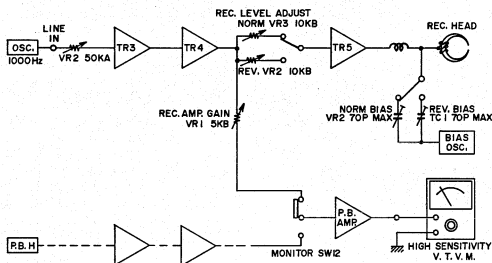 REC. LEVEL ADJUST
NORM VR3 10KB
REC. HEAD
LINE
IN
OSC.
1000Hz
VR2 50KA
TR3
TR4
TR5
REV. VR2 10KB
REC. AMP. GAIN
VR1 5KB
NORM BIAS
VR2 70P MAX
REV. BIAS
TC1 70P MAX
BIAS
OSC.
P.B.
AMP.
P.B.H
MONITOR SW12
HIGH SENSITIVITY
V. T. V. M.